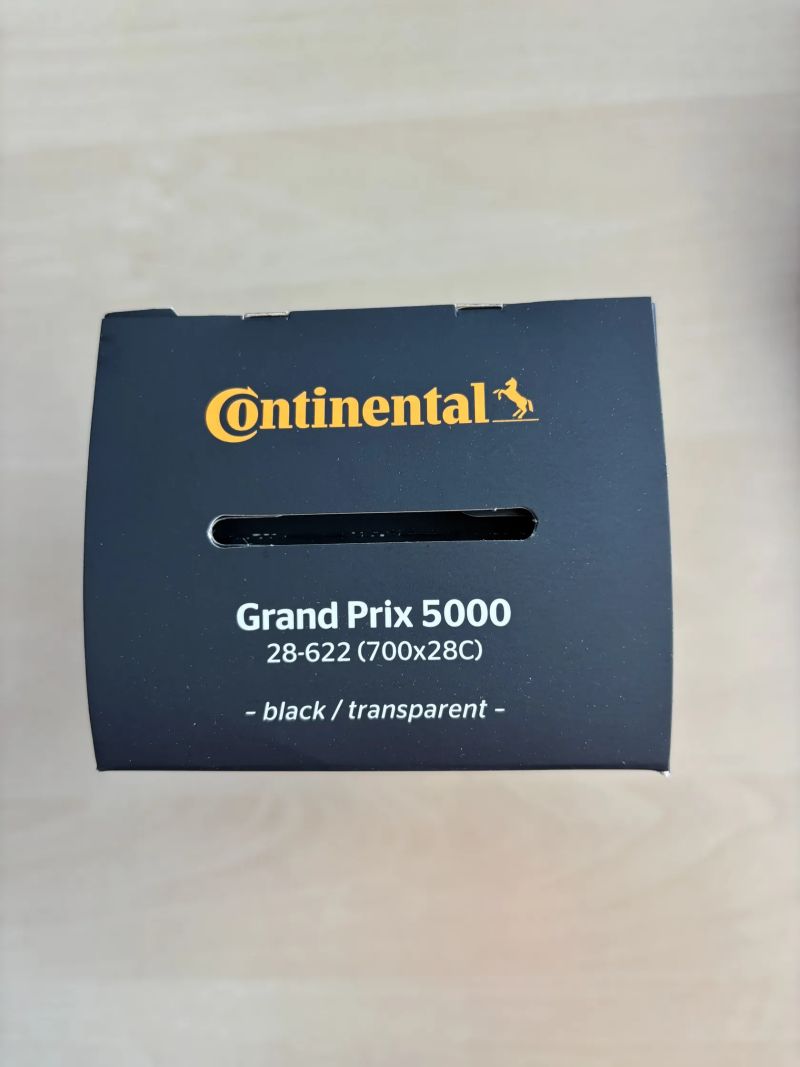 Continental
Grand Prix 5000
28-622 (700x28C)
– black / transparent –